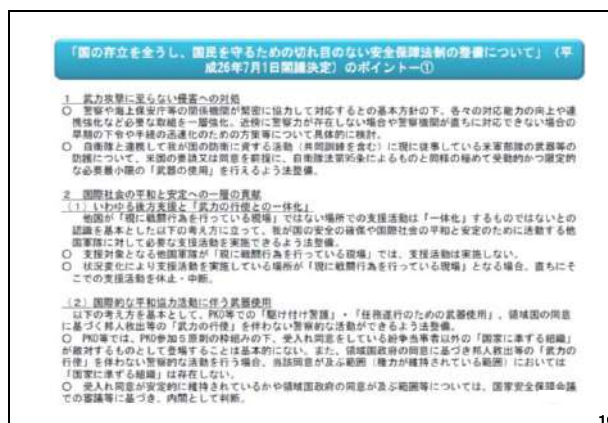 「国の存立を全うし、国民を守るための切れ目のない安全保障法制の整備について」（平
成26年7月1日閣議決定）のポイントー①
１　武力攻撃に至らない侵害への対処
○　警察や海上保安庁等の関係機関が緊密に協力して対応するとの基本方針の下、各々の対応能力の向上や連
携強化など必要な取組を一層強化。近傍に警察力が存在しない場合や警察機関が直ちに対応できない場合の
早期の下令や手続の迅速化のための方策等について具体的に検討。
○　自衛隊と連携して我が国の防衛に資する活動（共同訓練を含む）に現に従事している米軍部隊の武器等の
防護について、米国の要請又は同意を前提に、自衛隊法第95条によるものと同様の極めて受動的かつ限定的
な必要最小限の「武器の使用」を行えるよう法整備。
２　国際社会の平和と安定への一層の貢献
（１）いわゆる後方支援と「武力の行使との一体化」
他国が「現に戦闘行為を行っている現場」ではない場所での支援活動は「一体化」するものではないとの
認識を基本とした以下の考え方に立って、我が国の安全の確保や国際社会の平和と安定のために活動する他
国軍隊に対して必要な支援活動を実施できるよう法整備。
○　支援対象となる他国軍隊が「現に戦闘行為を行っている現場」では、支援活動は実施しない。
○　状況変化により支援活動を実施している場所が「現に戦闘行為を行っている現場」となる場合、直ちにそ
こでの支援活動を休止・中断。
（２）国際的な平和協力活動に伴う武器使用
以下の考え方を基本として、PKO等での「駆け付け警護」・「任務遂行のための武器使用」、領域国の同意
に基づく邦人救出等の「武力の行使」を伴わない警察的な活動ができるよう法整備。
○　PKO等では、PKO参加５原則の枠組みの下、受入れ同意をしている紛争当事者以外の「国家に準ずる組織」
が敵対するものとして登場することは基本的にない。また、領域国政府の同意に基づき邦人救出等の「武力の
行使」を伴わない警察的な活動を行う場合、当該同意が及ぶ範囲（権力が維持されている範囲）においては
「国家に準ずる組織」は存在しない。
○　受入れ同意が安定的に維持されているかや領域国政府の同意が及ぶ範囲等については、国家安全保障会議
での審議等に基づき、内閣として判断。